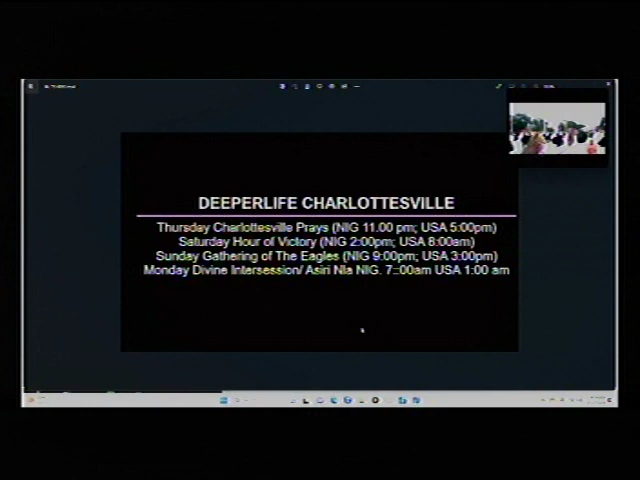 DEEPERLIFE CHARLOTTESVILLE
Thursday Charlottesville Prays (NIG 11.00 pm; USA 5:00pm)
Saturday Hour of Victory (NIG 2:00pm; USA 8:00am)
Sunday Gathering of The Eagles (NIG 9:00pm; USA 3:00pm)
Monday Divine Intersession/ Asiri Nla NIG. 7::00am USA 1:00 am